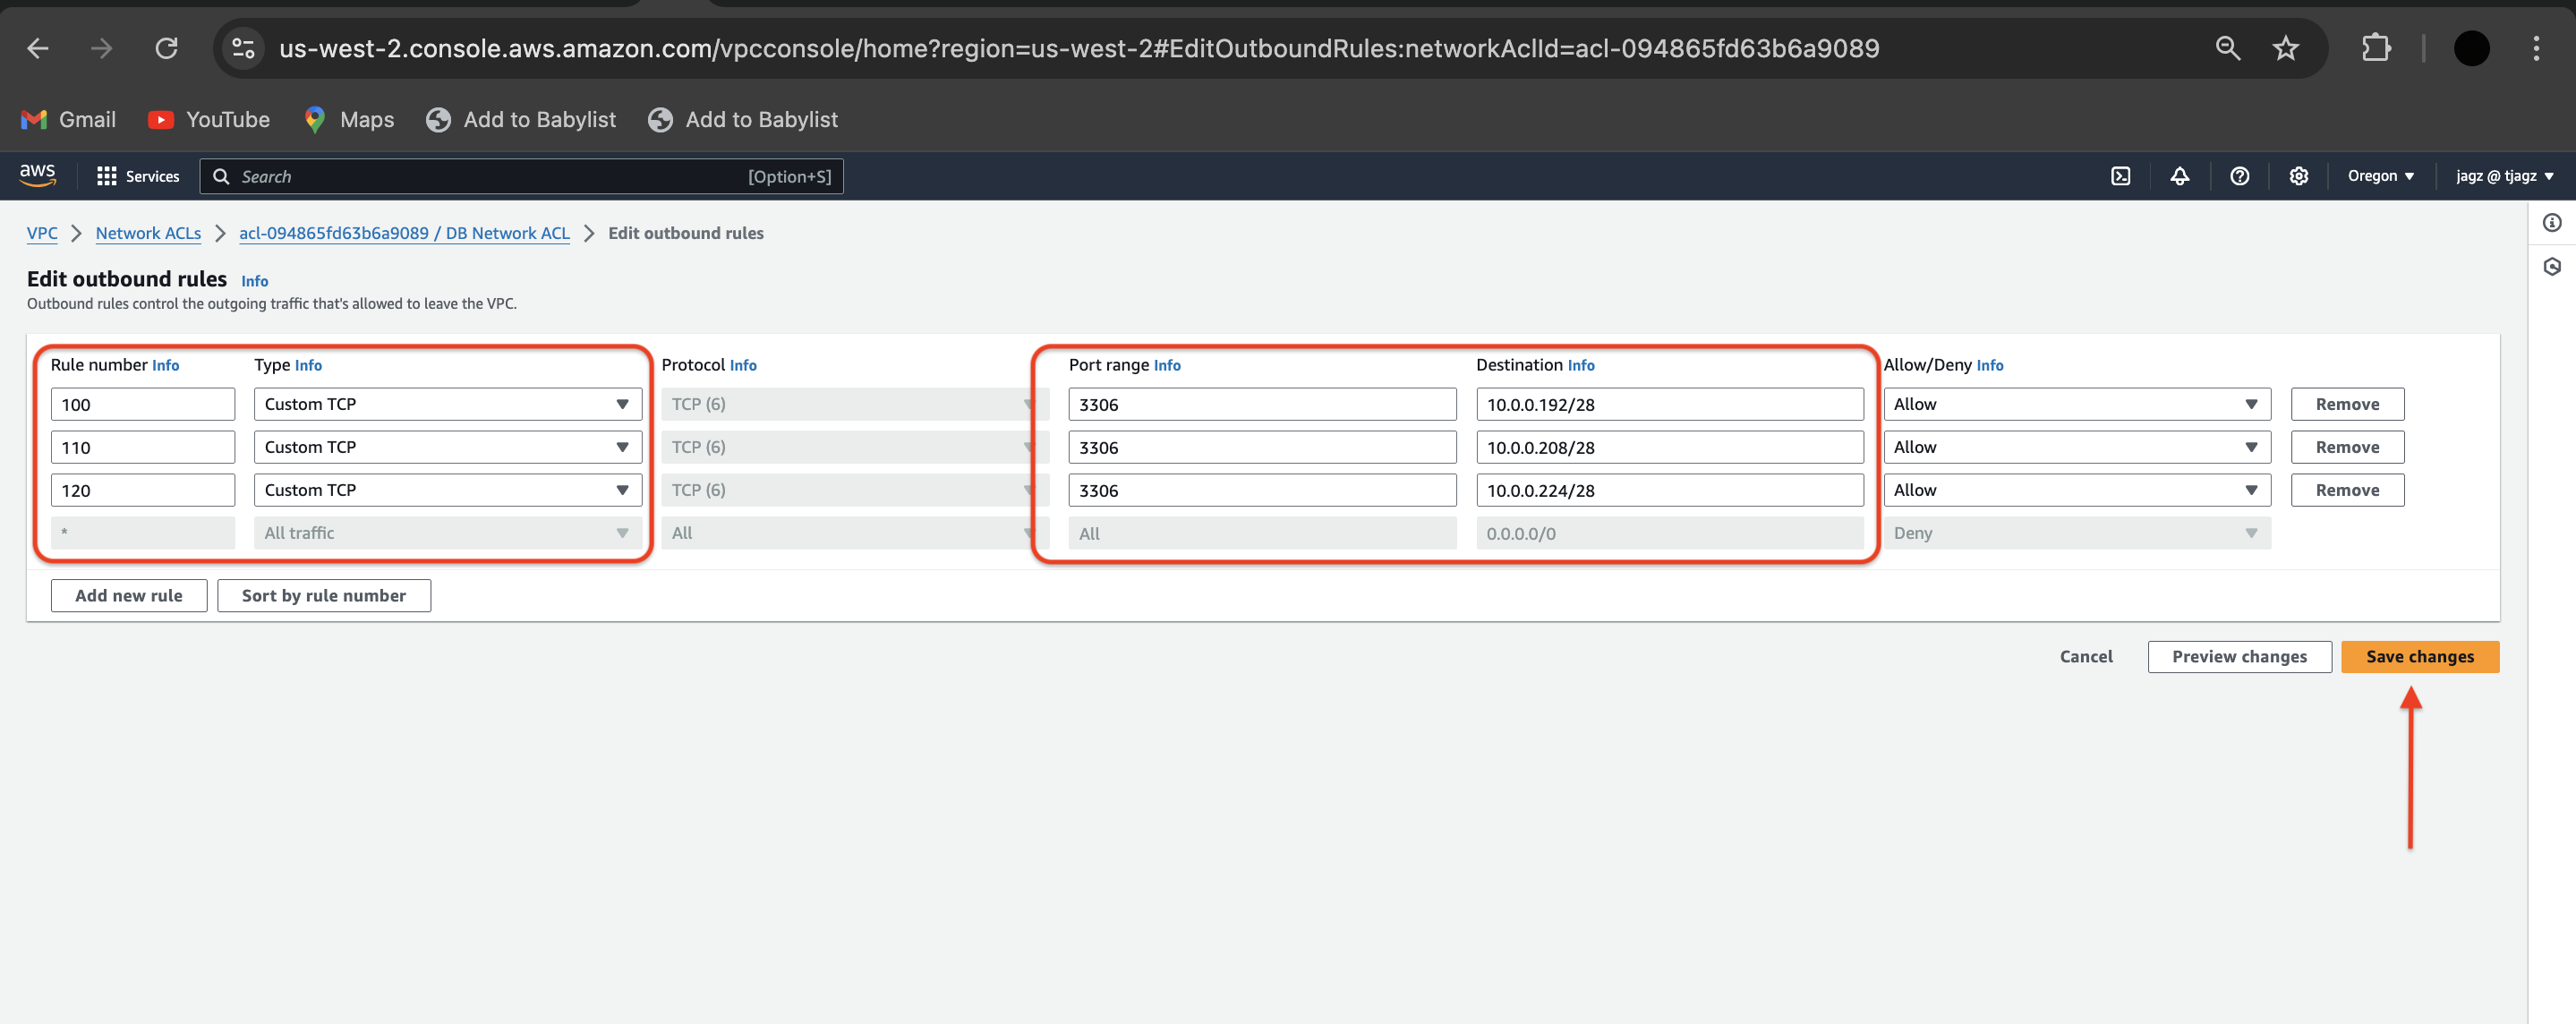 us-west-2.console.aws.amazon.com/vpcconsole/home?region=us-west-2#EditOutboundRules:networkAclId=acl-094865fd63b6a9089
Gmail YouTube Maps Add to Babylist Add to Babylist
aws Services Search [Option+S] Oregon jagz @ tjagz
VPC Network ACLs acl-094865fd63b6a9089 / DB Network ACL Edit outbound rules
Edit outbound rules Info
Outbound rules control the outgoing traffic that's allowed to leave the VPC.
Rule number Info Type Info Protocol Info Port range Info Destination Info Allow/Deny Info
100 Custom TCP TCP (6) 3306 10.0.0.192/28 Allow Remove
110 Custom TCP TCP (6) 3306 10.0.0.208/28 Allow Remove
120 Custom TCP TCP (6) 3306 10.0.0.224/28 Allow Remove
* All traffic All All 0.0.0.0/0 Deny
Add new rule Sort by rule number
Cancel Preview changes Save changes